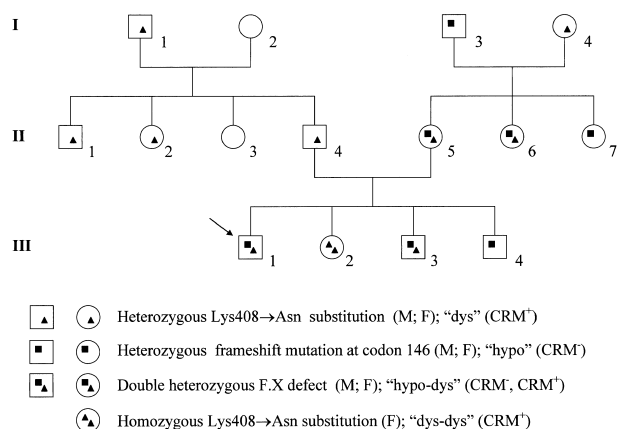 I
1
2
3
4
II
1
2
3
4
5
6
7
III
1
2
3
4
Heterozygous Lys408→Asn substitution (M; F); “dys” (CRM⁺)
Heterozygous frameshift mutation at codon 146 (M; F); “hypo” (CRM⁻)
Double heterozygous F.X defect (M; F); “hypo-dys” (CRM⁻, CRM⁺)
Homozygous Lys408→Asn substitution (F); “dys-dys” (CRM⁺)